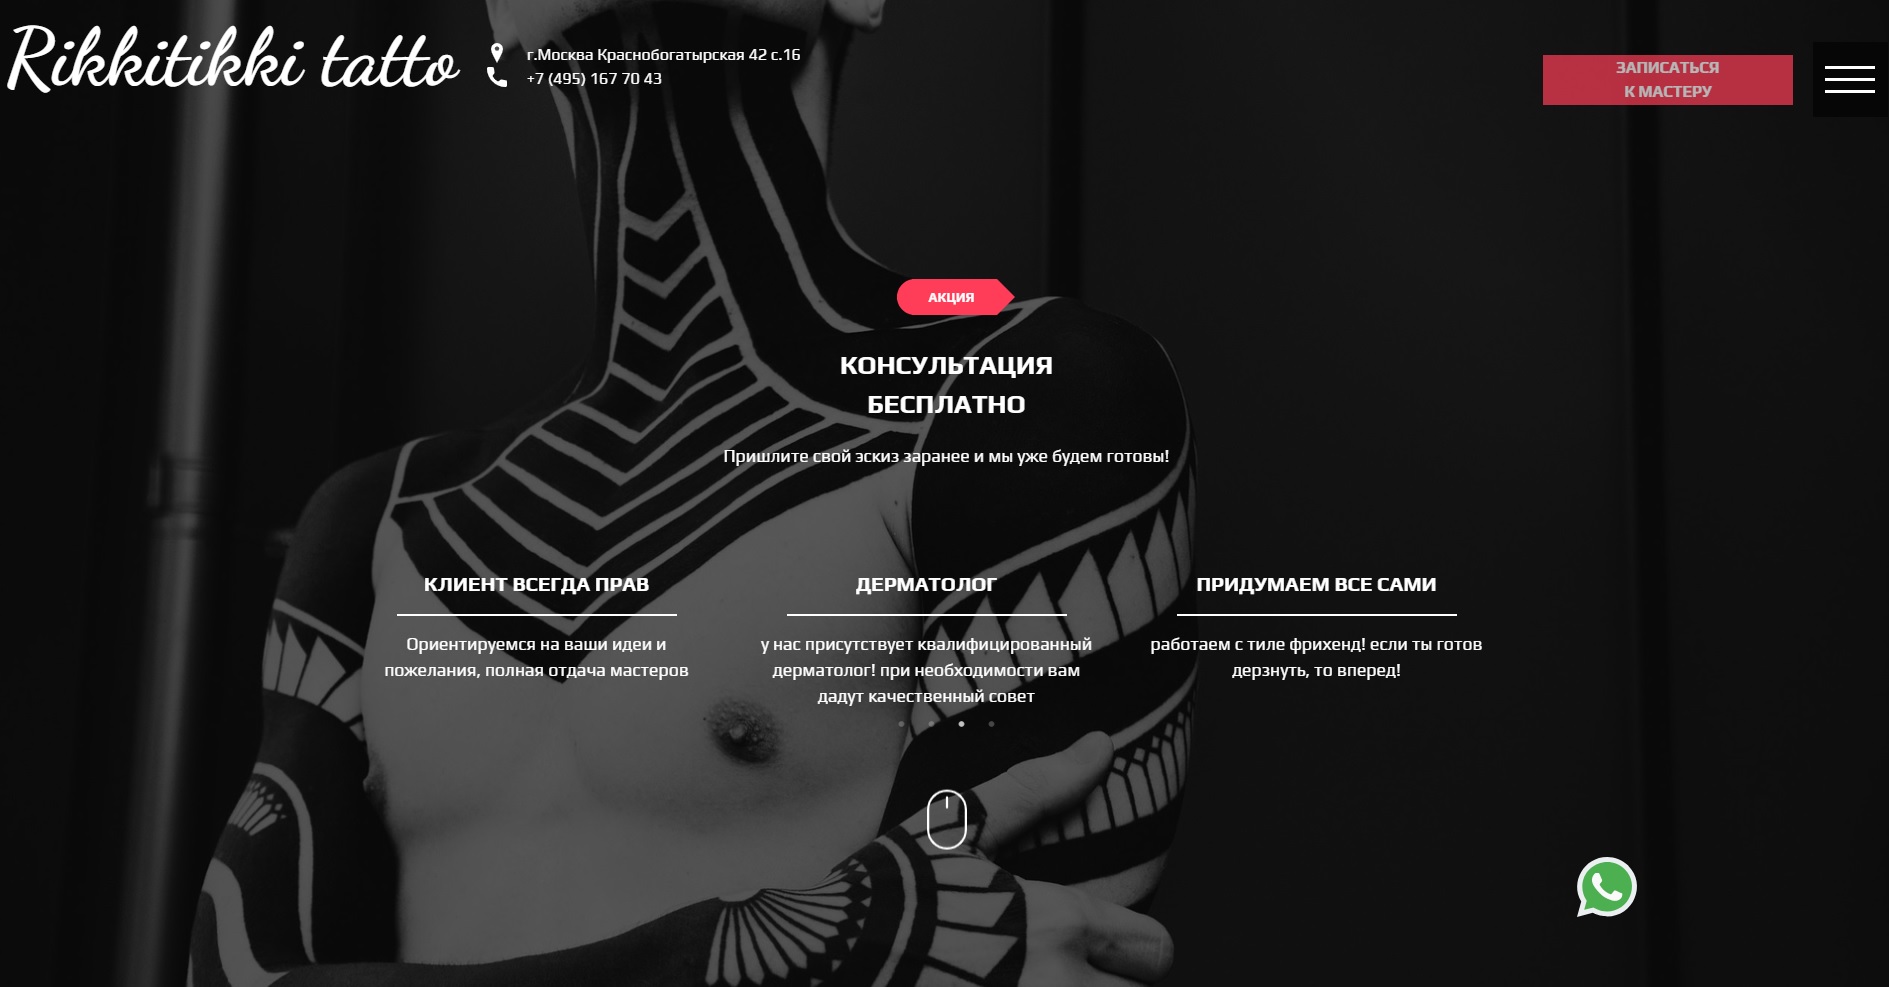 Rikkitikki tatto
г.Москва Краснобогатырская 42 с.16
+7 (495) 167 70 43
ЗАПИСАТЬСЯ
К МАСТЕРУ
АКЦИЯ
КОНСУЛЬТАЦИЯ
БЕСПЛАТНО
Пришлите свой эскиз заранее и мы уже будем готовы!
КЛИЕНТ ВСЕГДА ПРАВ
Ориентируемся на ваши идеи и
пожелания, полная отдача мастеров
ДЕРМАТОЛОГ
у нас присутствует квалифицированный
дерматолог! при необходимости вам
дадут качественный совет
ПРИДУМАЕМ ВСЕ САМИ
работаем с тиле фрихенд! если ты готов
дерзнуть, то вперед!